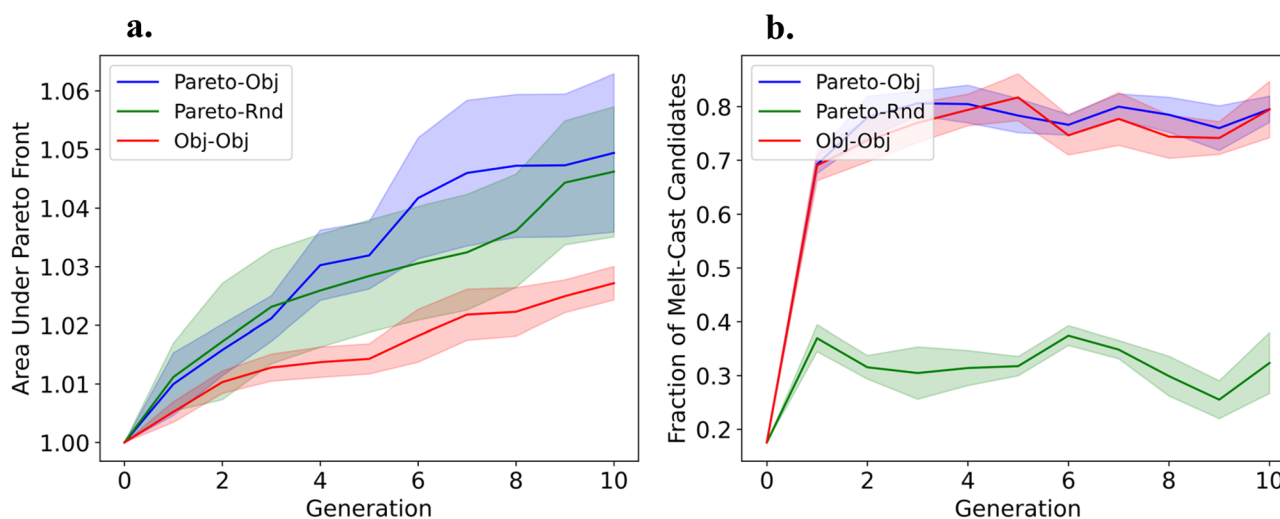 a.
Area Under Pareto Front
1.06
1.05
1.04
1.03
1.02
1.01
1.00
Pareto-Obj
Pareto-Rnd
Obj-Obj
0 2 4 6 8 10
Generation
b.
Fraction of Melt-Cast Candidates
0.8
0.7
0.6
0.5
0.4
0.3
0.2
Pareto-Obj
Pareto-Rnd
Obj-Obj
0 2 4 6 8 10
Generation